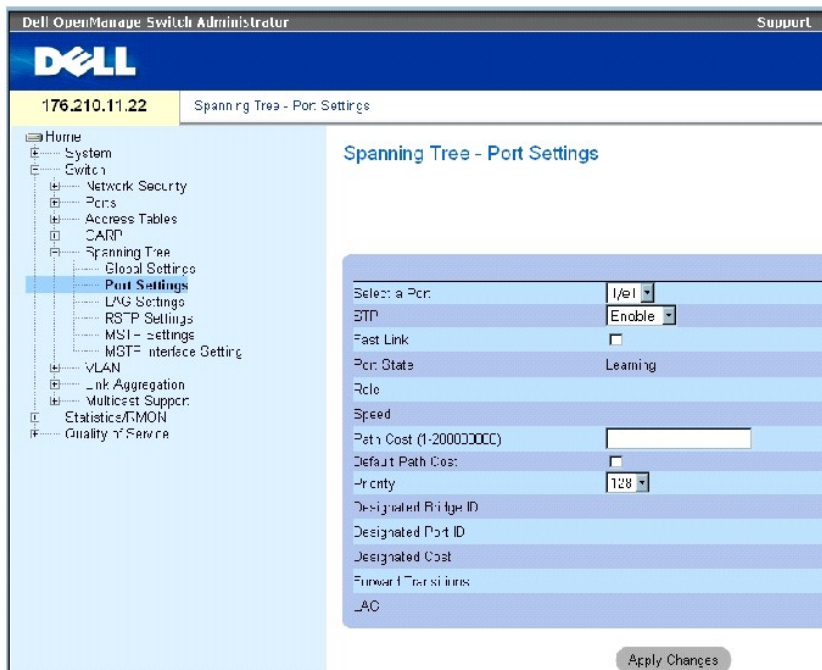 Dell OpenManage Switch Administrator Support
DELL
176.210.11.22 Spanning Tree - Port Settings
Home
System
Switch
Network Security
Ports
Address Tables
GARP
Spanning Tree
Global Settings
Port Settings
LAG Settings
RSTP Settings
MSTP Settings
MSTP Interface Setting
VLAN
Link Aggregation
Multicast Support
Statistics/RMON
Quality of Service
Spanning Tree - Port Settings
Select a Port 1/e1
STP Enable
Fast Link
Port State Learning
Role
Speed
Path Cost (1-200000000)
Default Path Cost
Priority 128
Designated Bridge ID
Designated Port ID
Designated Cost
Forward Transitions
LAG
Apply Changes